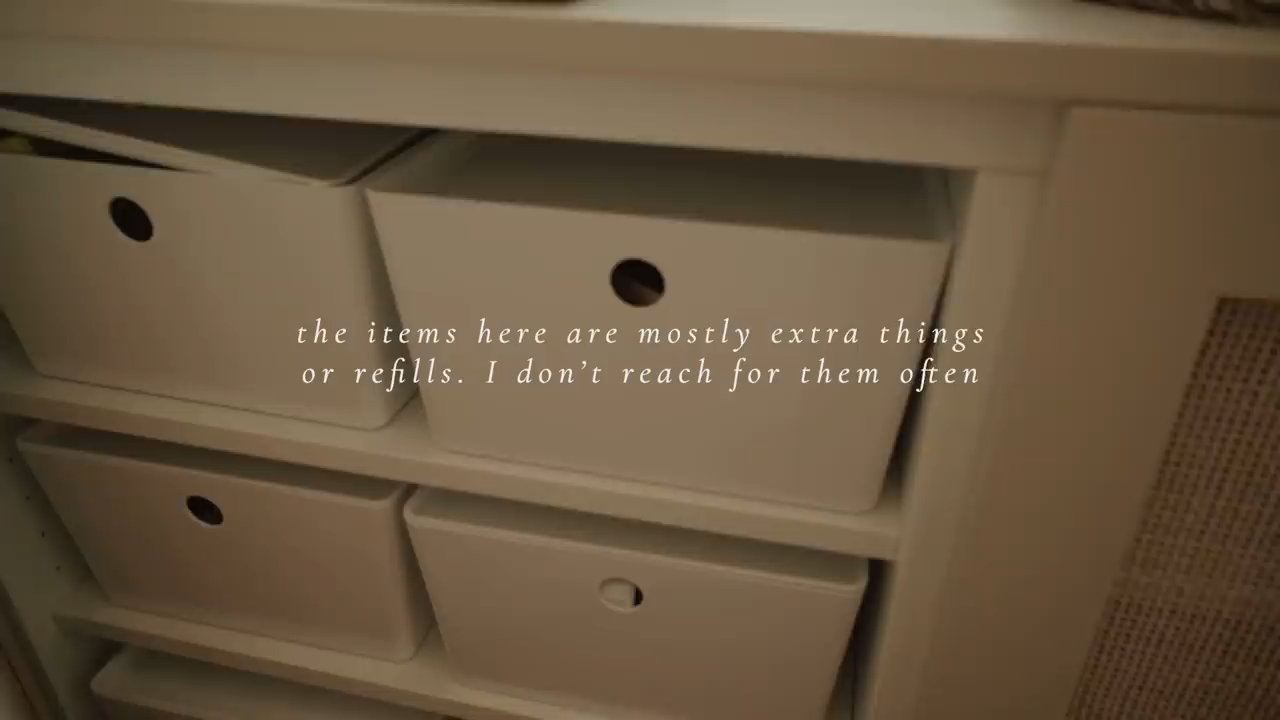 the items here are mostly extra things
or refills. I don’t reach for them often